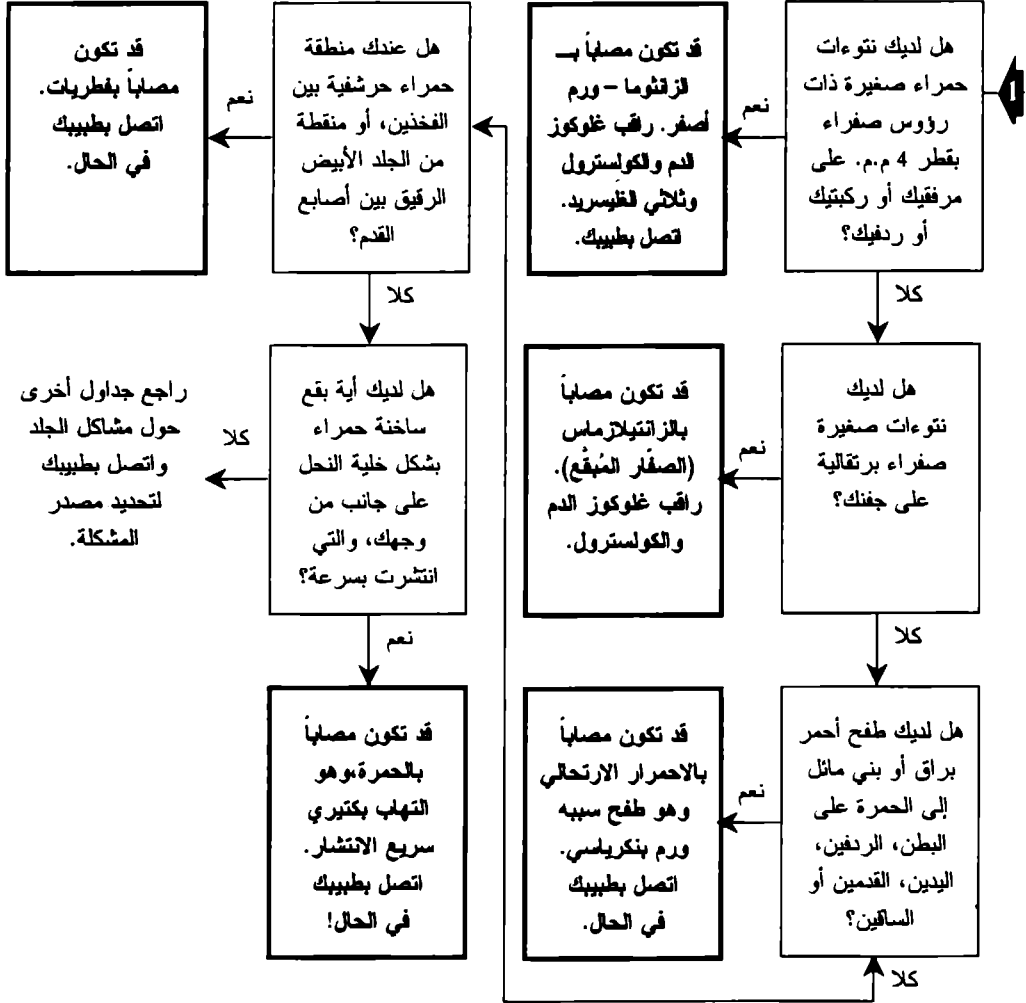 1
هل لديك نتوءات
حمراء صغيرة ذات
رؤوس صفراء
بقطر 4 م.م. على
مرفقيك أو ركبتيك
أو ردفيك؟
نعم
قد تكون مصاباً بـ
الزانثوما – ورم
أصفر. راقب غلوكوز
الدم والكولسترول
وثلاثي الغليسريد.
اتصل بطبيبك.
كلا
هل لديك
نتوءات صغيرة
صفراء برتقالية
على جفنك؟
نعم
قد تكون مصاباً
بالزانتيلازماس
(الصفّار المُبقّع).
راقب غلوكوز الدم
والكولسترول.
كلا
هل لديك طفح أحمر
براق أو بني مائل
إلى الحمرة على
البطن، الردفين،
اليدين، القدمين أو
الساقين؟
نعم
قد تكون مصاباً
بالاحمرار الارتحالي
وهو طفح سببه
ورم بنكرياسي.
اتصل بطبيبك
في الحال.
كلا
هل عندك منطقة
حمراء حرشفية بين
الفخذين، أو منقطة
من الجلد الأبيض
الرقيق بين أصابع
القدم؟
نعم
قد تكون
مصاباً بفطريات.
اتصل بطبيبك
في الحال.
كلا
هل لديك أية بقع
ساخنة حمراء
بشكل خلية النحل
على جانب من
وجهك، والتي
انتشرت بسرعة؟
كلا
راجع جداول أخرى
حول مشاكل الجلد
واتصل بطبيبك
لتحديد مصدر
المشكلة.
نعم
قد تكون مصاباً
بالحمرة،وهو
التهاب بكتيري
سريع الانتشار.
اتصل بطبيبك
في الحال!